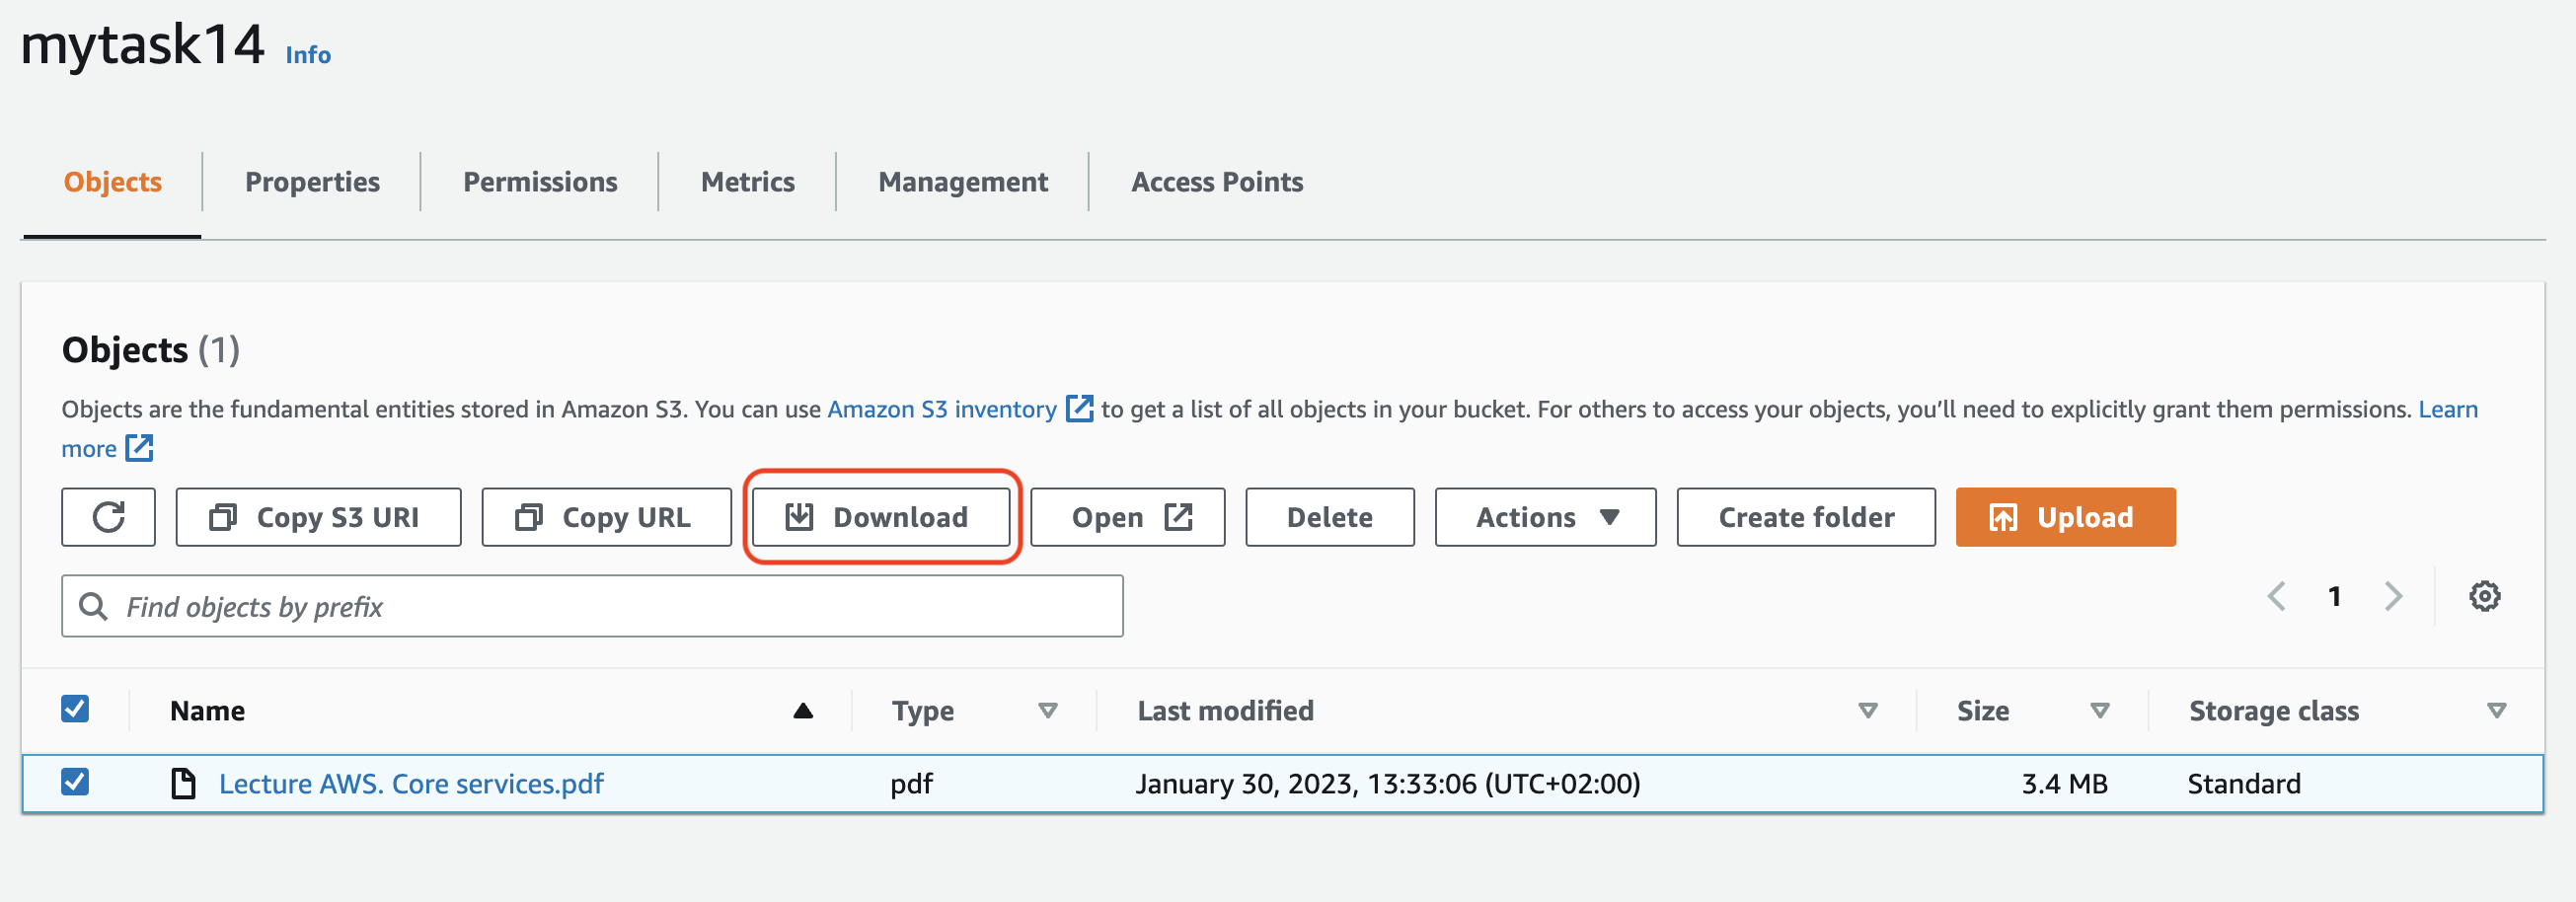 mytask14 Info
Objects Properties Permissions Metrics Management Access Points
Objects (1)
Objects are the fundamental entities stored in Amazon S3. You can use Amazon S3 inventory to get a list of all objects in your bucket. For others to access your objects, you’ll need to explicitly grant them permissions. Learn
more
Copy S3 URI Copy URL Download Open Delete Actions Create folder Upload
Find objects by prefix 1
Name Type Last modified Size Storage class
Lecture AWS. Core services.pdf pdf January 30, 2023, 13:33:06 (UTC+02:00) 3.4 MB Standard